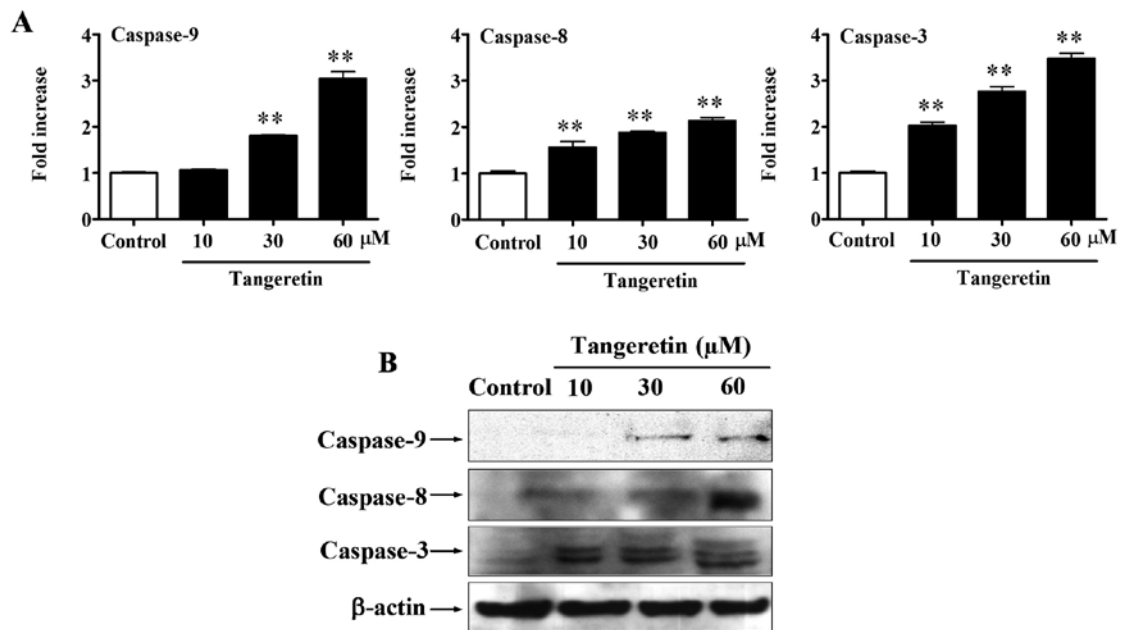 A
Caspase-9
Fold increase
4
3
2
1
0
**
**
Control 10 30 60 μM
Tangeretin
Caspase-8
Fold increase
4
3
2
1
0
**
**
**
Control 10 30 60 μM
Tangeretin
Caspase-3
Fold increase
4
3
2
1
0
**
**
**
Control 10 30 60 μM
Tangeretin
B
Tangeretin (μM)
Control 10 30 60
Caspase-9
Caspase-8
Caspase-3
β-actin